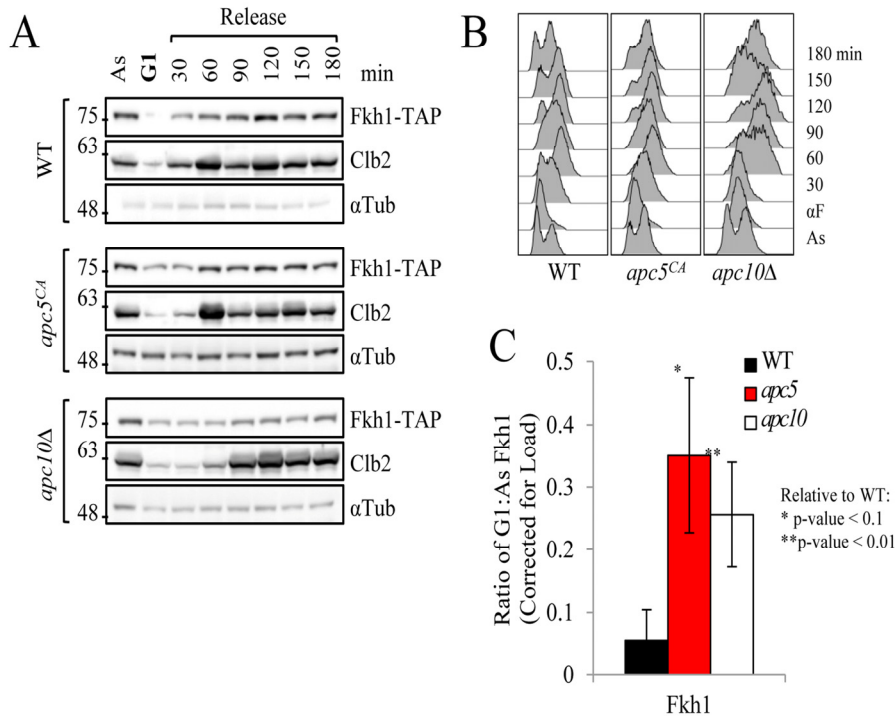 A
Release
As G1 30 60 90 120 150 180 min
WT
75 Fkh1-TAP
63 Clb2
48 αTub
apc5CA
75 Fkh1-TAP
63 Clb2
48 αTub
apc10Δ
75 Fkh1-TAP
63 Clb2
48 αTub
B
180 min
150
120
90
60
30
αF
As
WT apc5CA apc10Δ
C
Ratio of G1:As Fkh1
(Corrected for Load)
0.5
0.4
0.3
0.2
0.1
0
*
**
WT
apc5
apc10
Relative to WT:
* p-value < 0.1
**p-value < 0.01
Fkh1